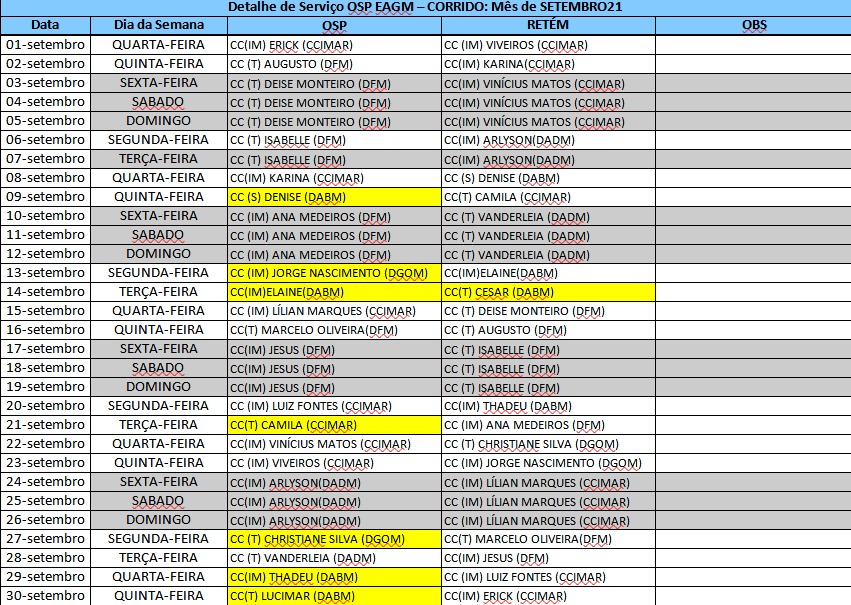 Detalhe de Serviço OSP EAGM – CORRIDO: Mês de SETEMBRO21
Data Dia da Semana OSP RETÉM OBS
01-setembro QUARTA-FEIRA CC(IM) ERICK (CCIMAR) CC (IM) VIVEIROS (CCIMAR)
02-setembro QUINTA-FEIRA CC (T) AUGUSTO (DFM) CC(IM) KARINA(CCIMAR)
03-setembro SEXTA-FEIRA CC (T) DEISE MONTEIRO (DFM) CC(IM) VINÍCIUS MATOS (CCIMAR)
04-setembro SABADO CC (T) DEISE MONTEIRO (DFM) CC(IM) VINÍCIUS MATOS (CCIMAR)
05-setembro DOMINGO CC (T) DEISE MONTEIRO (DFM) CC(IM) VINÍCIUS MATOS (CCIMAR)
06-setembro SEGUNDA-FEIRA CC (T) ISABELLE (DFM) CC(IM) ARLYSON(DADM)
07-setembro TERÇA-FEIRA CC (T) ISABELLE (DFM) CC(IM) ARLYSON(DADM)
08-setembro QUARTA-FEIRA CC(IM) KARINA (CCIMAR) CC (S) DENISE (DABM)
09-setembro QUINTA-FEIRA CC (S) DENISE (DABM) CC(T) CAMILA (CCIMAR)
10-setembro SEXTA-FEIRA CC (IM) ANA MEDEIROS (DFM) CC (T) VANDERLEIA (DADM)
11-setembro SABADO CC (IM) ANA MEDEIROS (DFM) CC (T) VANDERLEIA (DADM)
12-setembro DOMINGO CC (IM) ANA MEDEIROS (DFM) CC (T) VANDERLEIA (DADM)
13-setembro SEGUNDA-FEIRA CC (IM) JORGE NASCIMENTO (DGOM) CC(IM)ELAINE(DABM)
14-setembro TERÇA-FEIRA CC(IM)ELAINE(DABM) CC(T) CESAR (DABM)
15-setembro QUARTA-FEIRA CC (IM) LÍLIAN MARQUES (CCIMAR) CC (T) DEISE MONTEIRO (DFM)
16-setembro QUINTA-FEIRA CC(T) MARCELO OLIVEIRA(DFM) CC (T) AUGUSTO (DFM)
17-setembro SEXTA-FEIRA CC(IM) JESUS (DFM) CC (T) ISABELLE (DFM)
18-setembro SABADO CC(IM) JESUS (DFM) CC (T) ISABELLE (DFM)
19-setembro DOMINGO CC(IM) JESUS (DFM) CC (T) ISABELLE (DFM)
20-setembro SEGUNDA-FEIRA CC (IM) LUIZ FONTES (CCIMAR) CC(IM) THADEU (DABM)
21-setembro TERÇA-FEIRA CC(T) CAMILA (CCIMAR) CC (IM) ANA MEDEIROS (DFM)
22-setembro QUARTA-FEIRA CC(IM) VINÍCIUS MATOS (CCIMAR) CC (T) CHRISTIANE SILVA (DGOM)
23-setembro QUINTA-FEIRA CC (IM) VIVEIROS (CCIMAR) CC (IM) JORGE NASCIMENTO (DGOM)
24-setembro SEXTA-FEIRA CC(IM) ARLYSON(DADM) CC (IM) LÍLIAN MARQUES (CCIMAR)
25-setembro SABADO CC(IM) ARLYSON(DADM) CC (IM) LÍLIAN MARQUES (CCIMAR)
26-setembro DOMINGO CC(IM) ARLYSON(DADM) CC (IM) LÍLIAN MARQUES (CCIMAR)
27-setembro SEGUNDA-FEIRA CC (T) CHRISTIANE SILVA (DGOM) CC(T) MARCELO OLIVEIRA(DFM)
28-setembro TERÇA-FEIRA CC (T) VANDERLEIA (DADM) CC(IM) JESUS (DFM)
29-setembro QUARTA-FEIRA CC(IM) THADEU (DABM) CC (IM) LUIZ FONTES (CCIMAR)
30-setembro QUINTA-FEIRA CC(T) LUCIMAR (DABM) CC(IM) ERICK (CCIMAR)